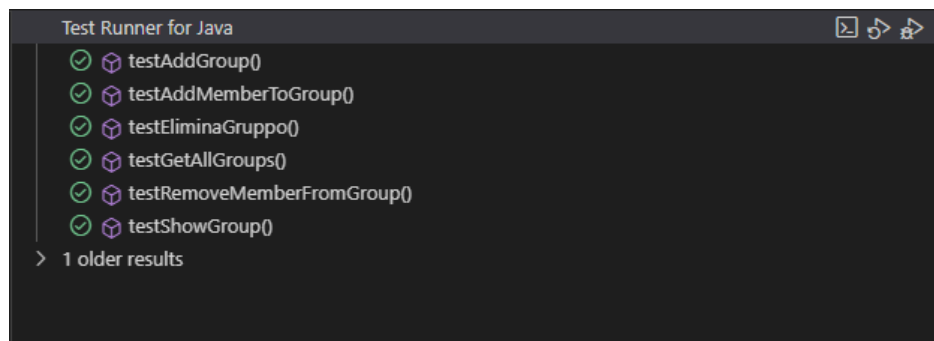 Test Runner for Java
testAddGroup()
testAddMemberToGroup()
testEliminaGruppo()
testGetAllGroups()
testRemoveMemberFromGroup()
testShowGroup()
1 older results